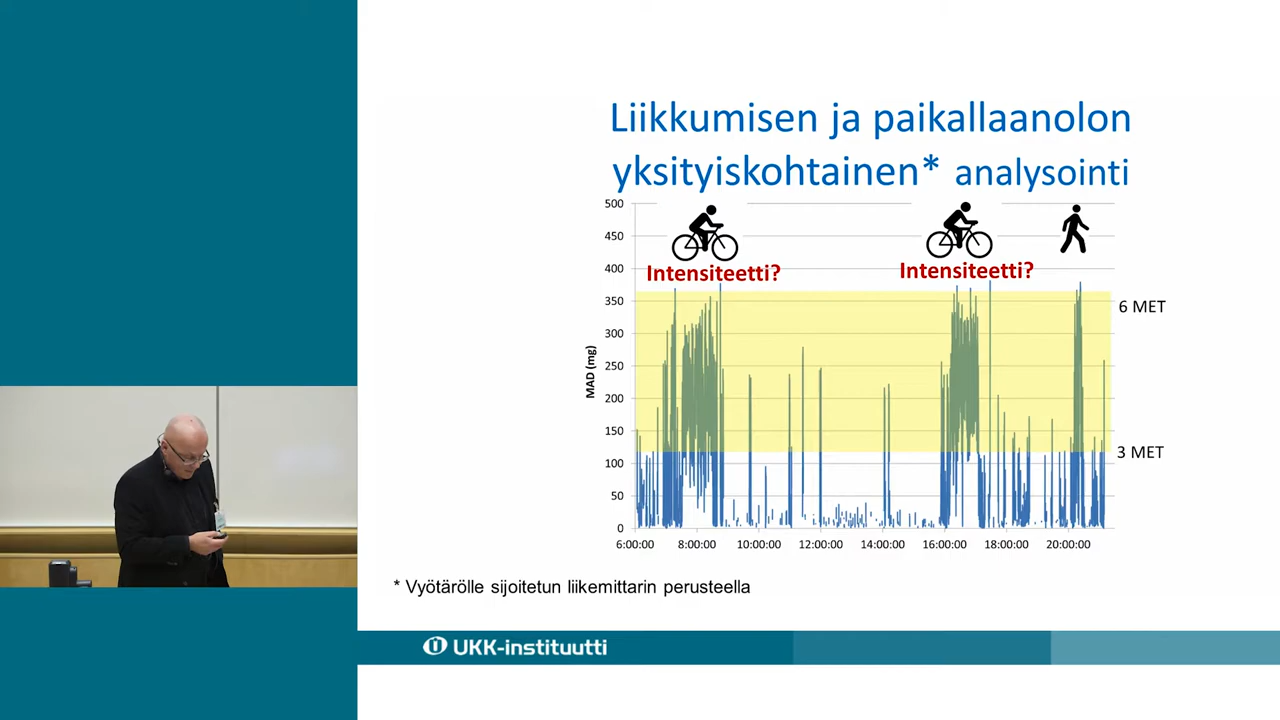 Liikkumisen ja paikallaanolon
yksityiskohtainen* analysointi
500
450
400
350
300
250
200
150
100
50
0
MAD (mg)
Intensiteetti?
Intensiteetti?
6 MET
3 MET
6:00:00 8:00:00 10:00:00 12:00:00 14:00:00 16:00:00 18:00:00 20:00:00
* Vyötärölle sijoitetun liikemittarin perusteella
UKK-instituutti